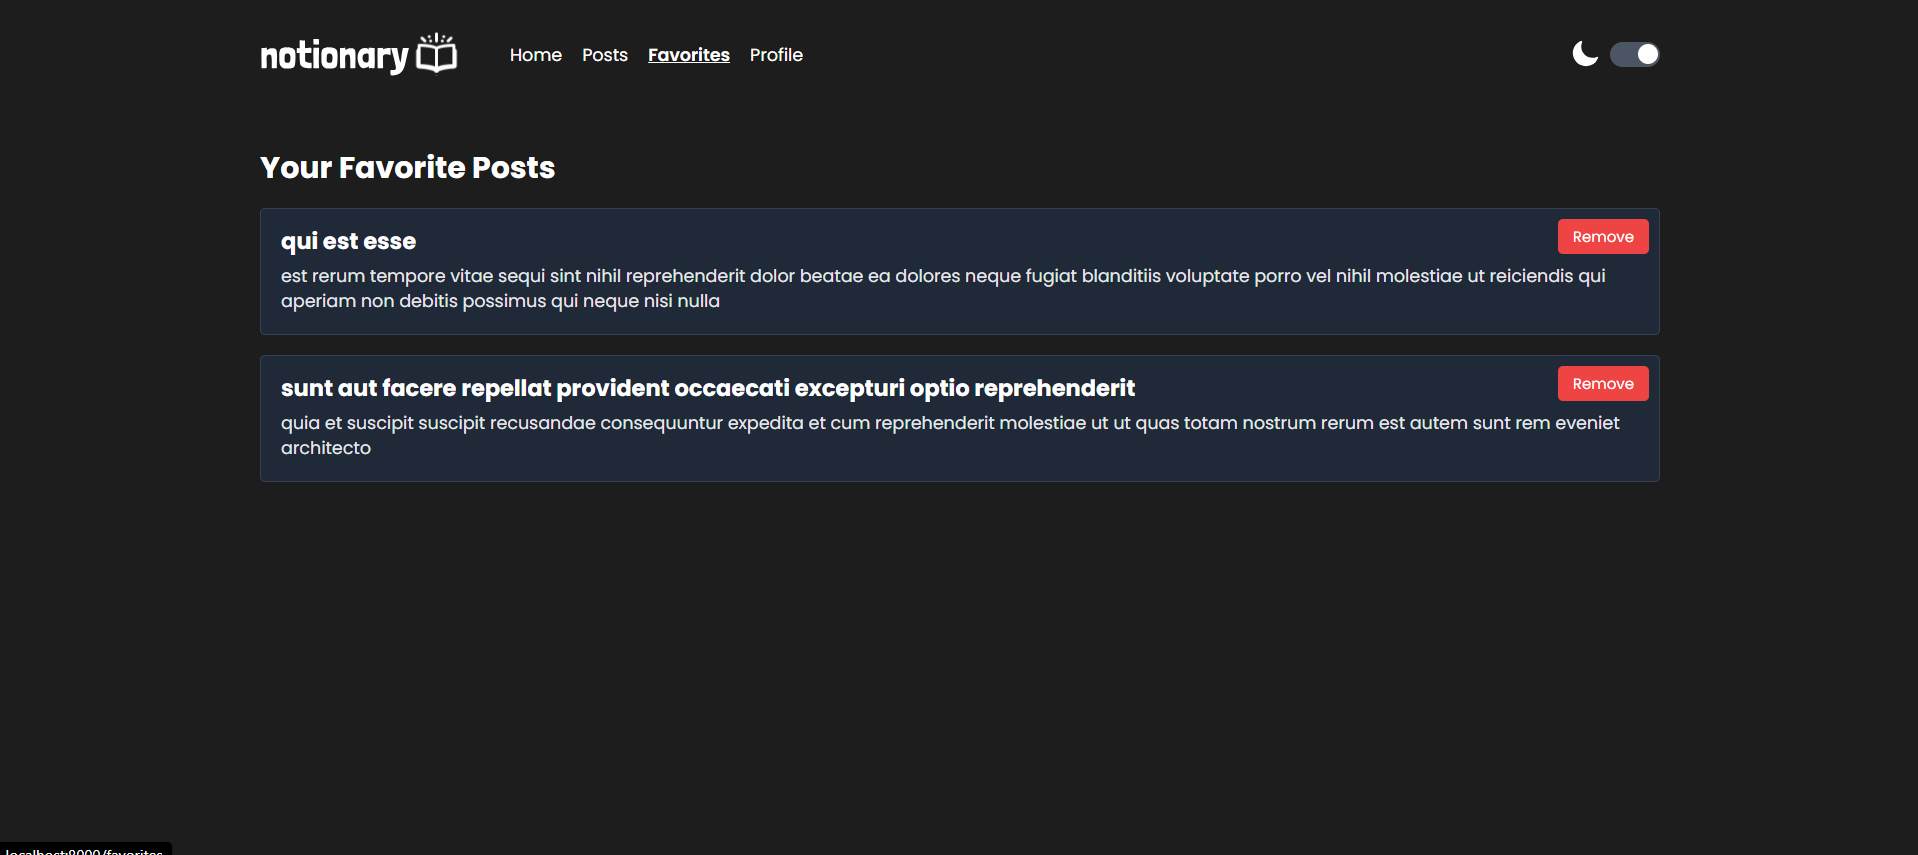 notionary
Home Posts Favorites Profile
Your Favorite Posts
qui est esse
Remove
est rerum tempore vitae sequi sint nihil reprehenderit dolor beatae ea dolores neque fugiat blanditiis voluptate porro vel nihil molestiae ut reiciendis qui
aperiam non debitis possimus qui neque nisi nulla
sunt aut facere repellat provident occaecati excepturi optio reprehenderit
Remove
quia et suscipit suscipit recusandae consequuntur expedita et cum reprehenderit molestiae ut ut quas totam nostrum rerum est autem sunt rem eveniet
architecto
localhost:8000/favorites